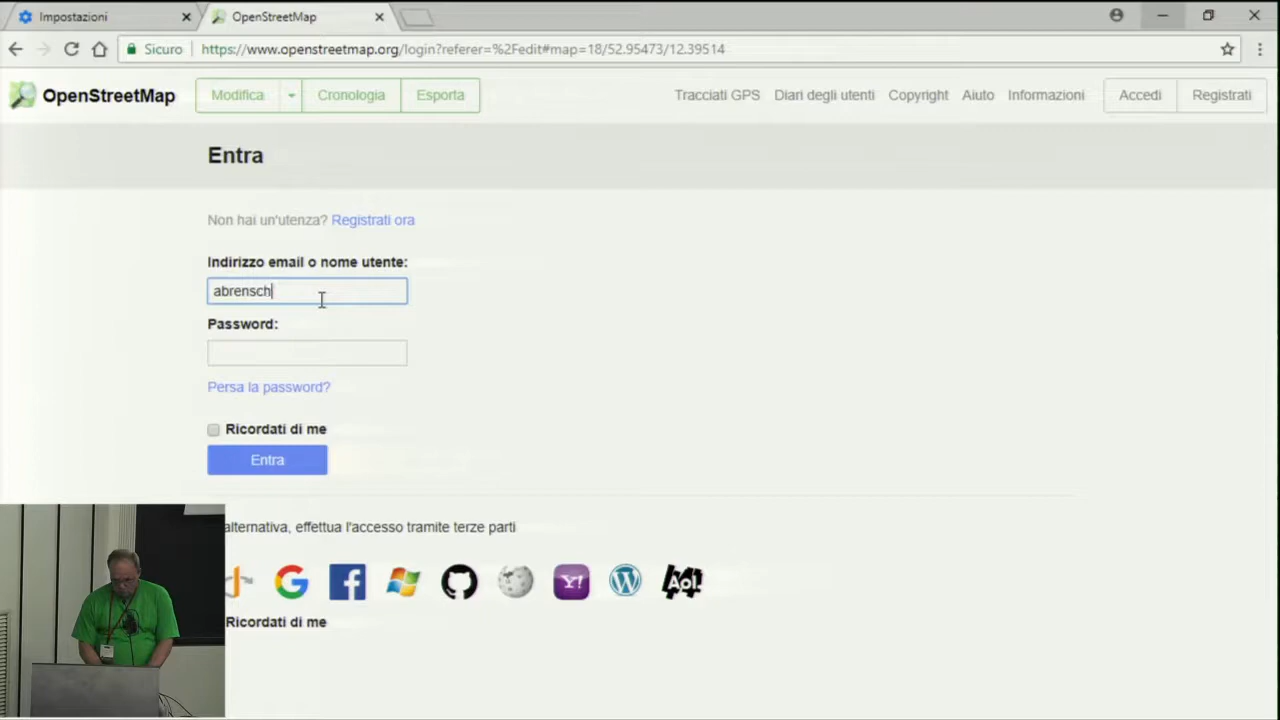 Impostazioni
OpenStreetMap
Sicuro https://www.openstreetmap.org/login?referer=%2Fedit#map=18/52.95473/12.39514
OpenStreetMap
Modifica
Cronologia
Esporta
Tracciati GPS
Diari degli utenti
Copyright
Aiuto
Informazioni
Accedi
Registrati
Entra
Non hai un'utenza? Registrati ora
Indirizzo email o nome utente:
abrensch
Password:
Persa la password?
Ricordati di me
Entra
alternativa, effettua l'accesso tramite terze parti
G
f
Y!
W
Aol.
Ricordati di me